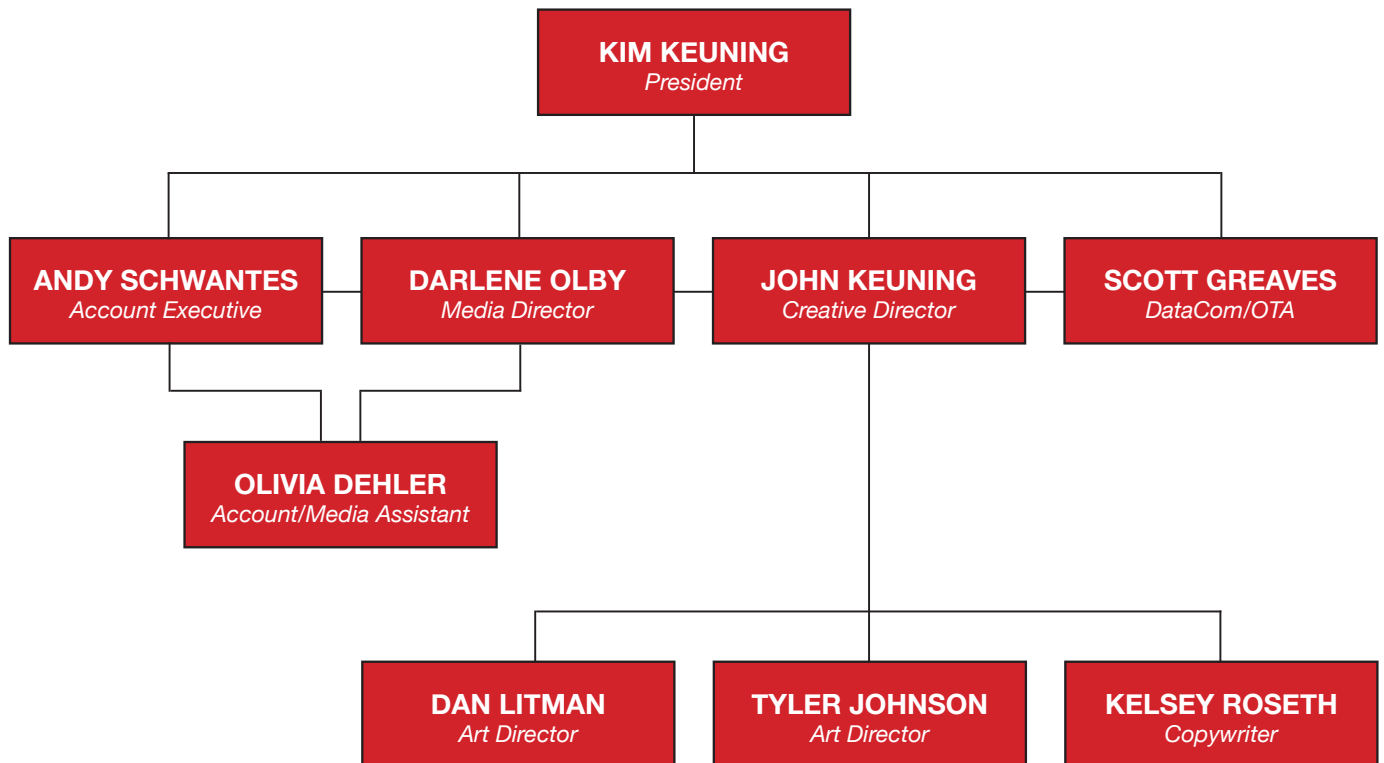 KIM KEUNING
President
ANDY SCHWANTES
Account Executive
DARLENE OLBY
Media Director
JOHN KEUNING
Creative Director
SCOTT GREAVES
DataCom/OTA
OLIVIA DEHLER
Account/Media Assistant
DAN LITMAN
Art Director
TYLER JOHNSON
Art Director
KELSEY ROSETH
Copywriter